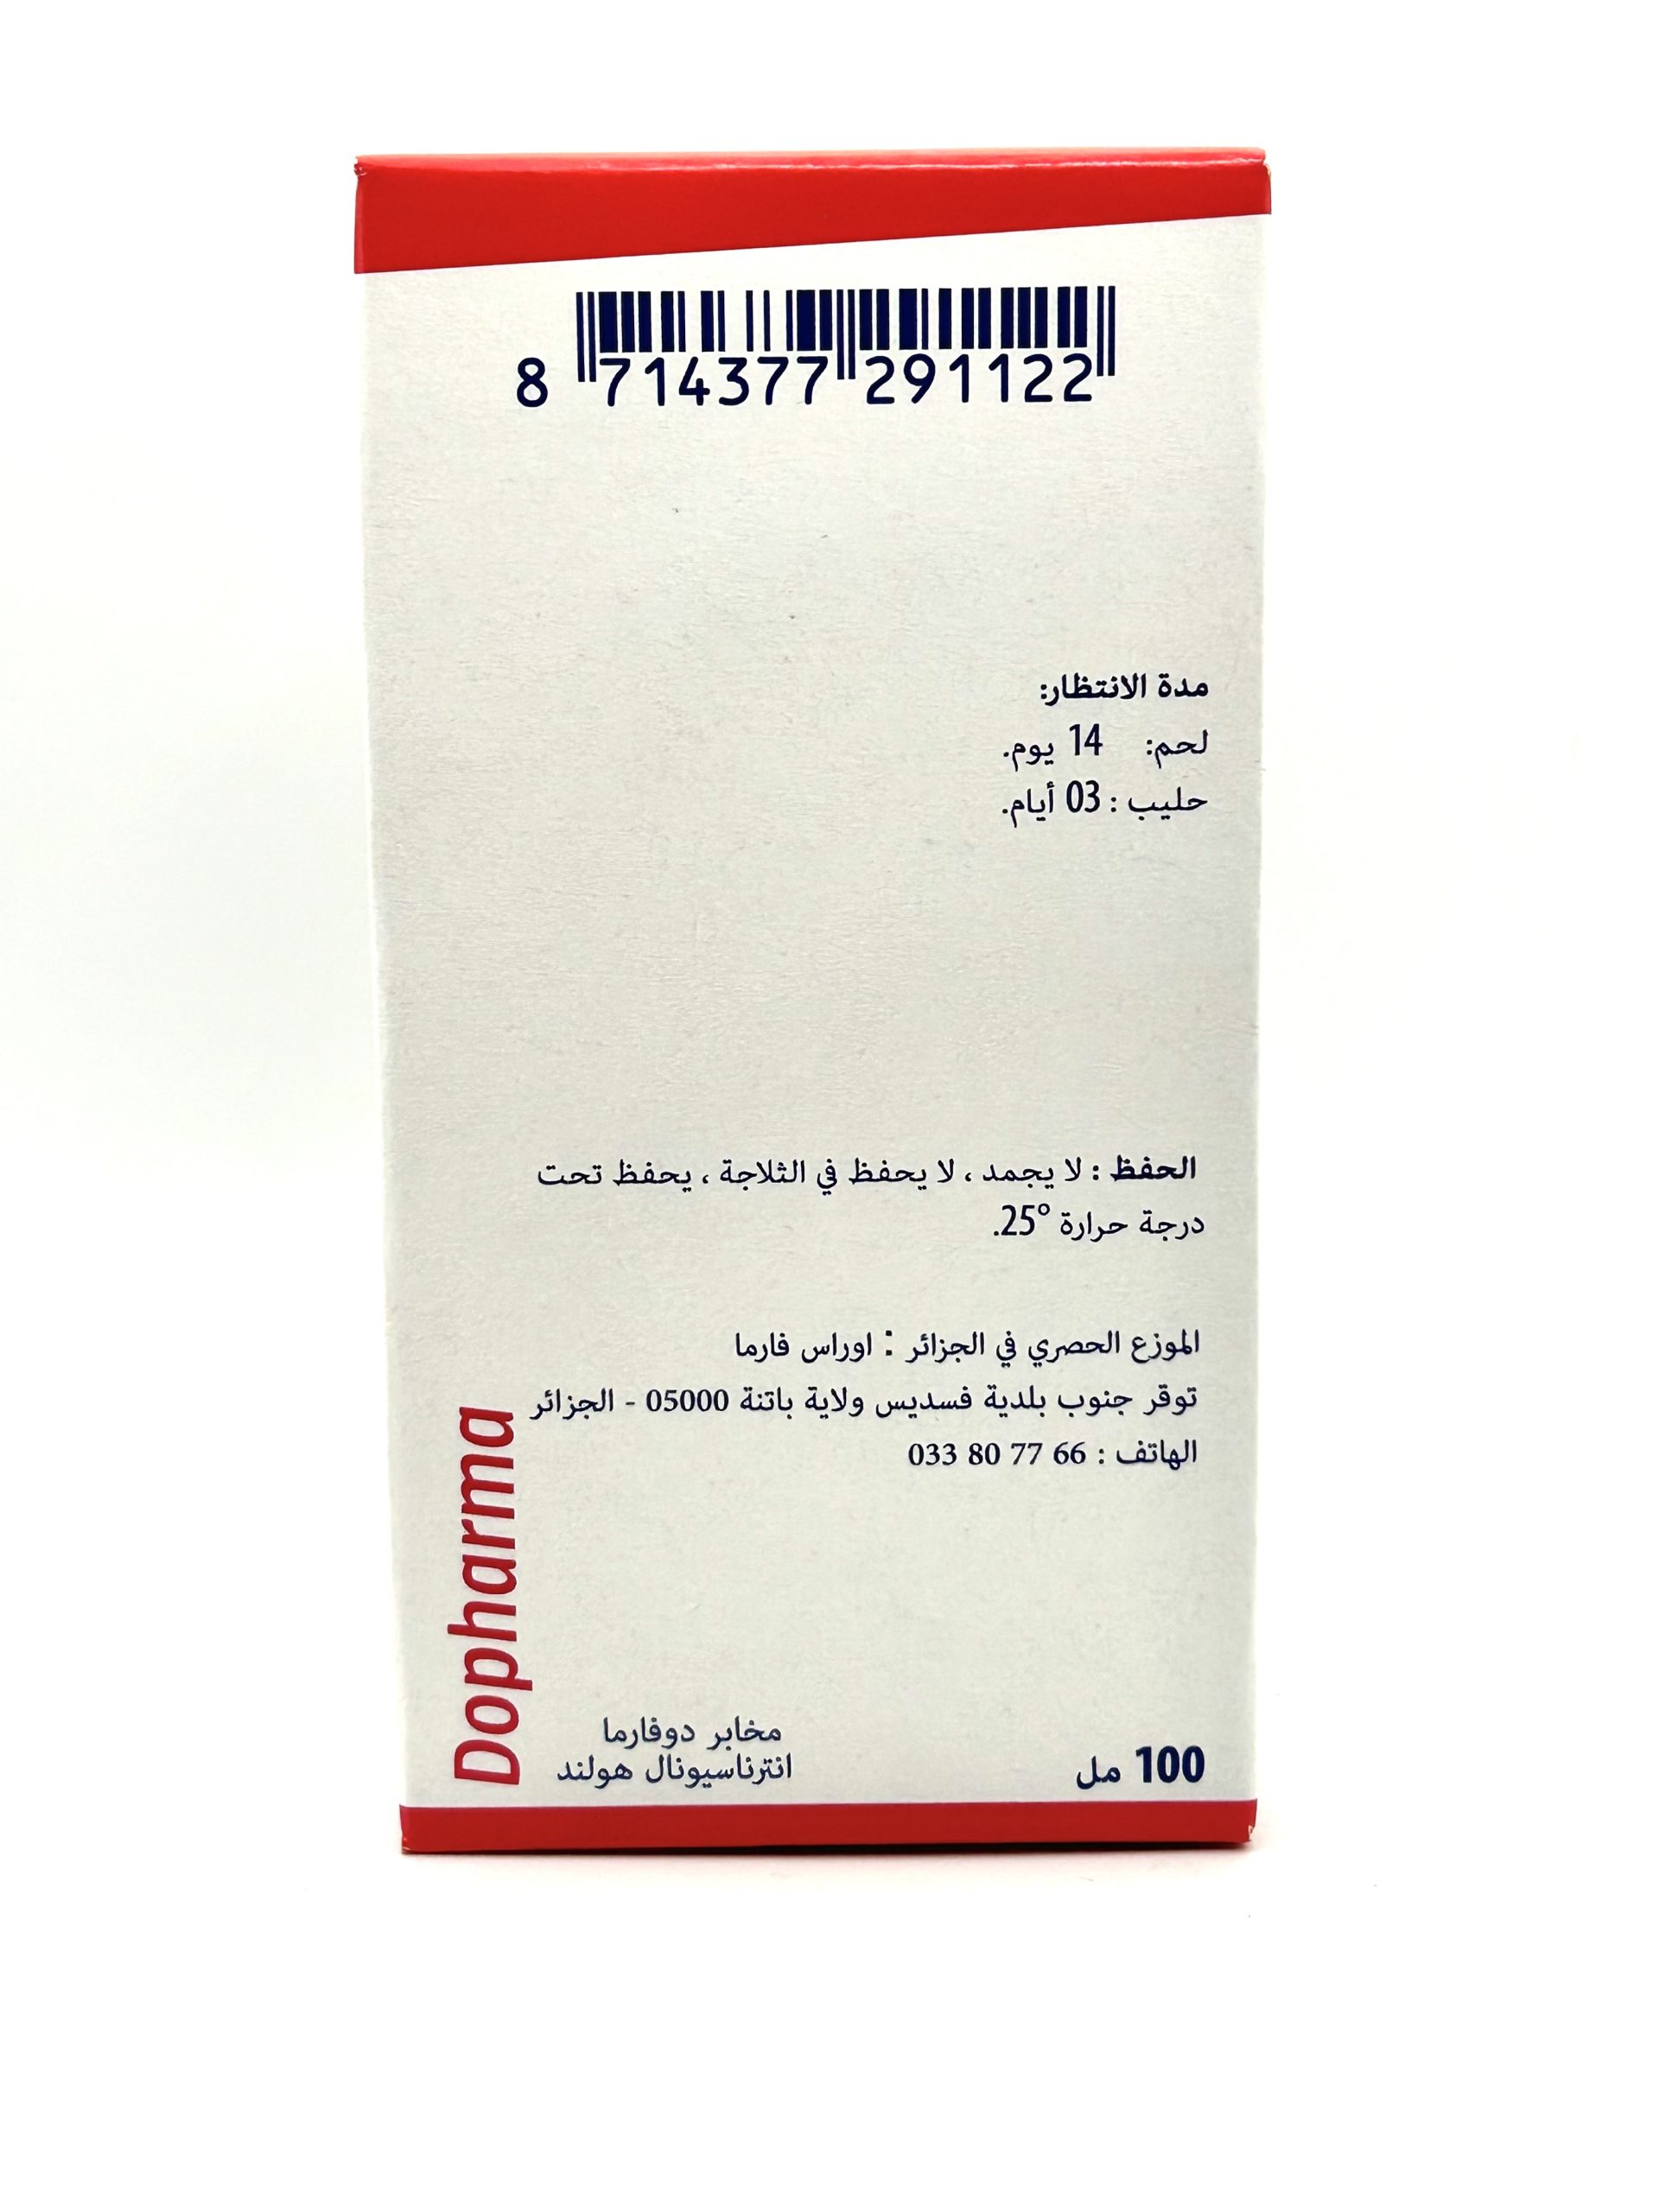 8 714377 291122
مدة الانتظار:
لحم: 14 يوم.
حليب : 03 أيام.
الحفظ : لا يجمد ، لا يحفظ في الثلاجة ، يحفظ تحت
درجة حرارة °25.
الموزع الحصري في الجزائر : اوراس فارما
توقر جنوب بلدية فسديس ولاية باتنة 05000 - الجزائر
الهاتف : 66 77 80 033
Dopharma
مخابر دوفارما
انترناسيونال هولند
100 مل